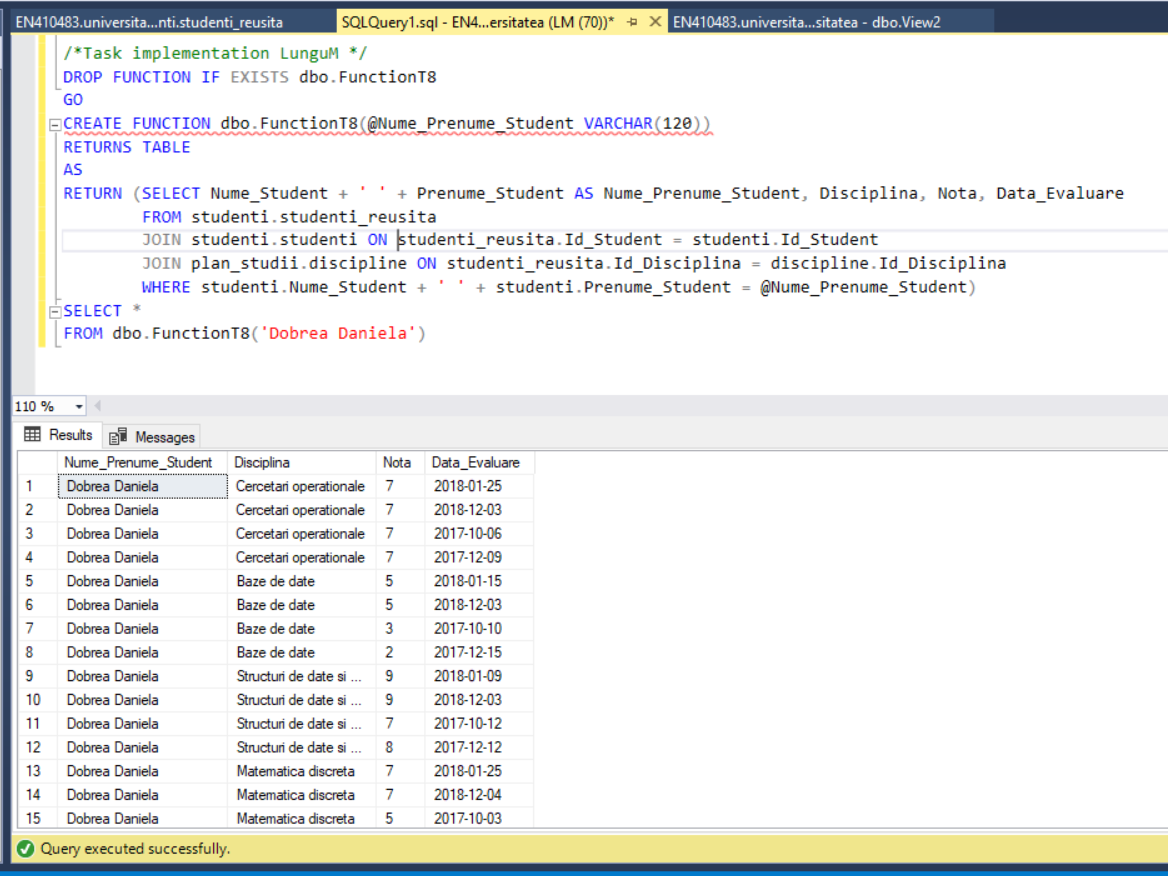 EN410483.universita...nti.studenti_reusita SQLQuery1.sql - EN4...ersitatea (LM (70))* EN410483.universita...sitatea - dbo.View2
/*Task implementation LunguM */
DROP FUNCTION IF EXISTS dbo.FunctionT8
GO
CREATE FUNCTION dbo.FunctionT8(@Nume_Prenume_Student VARCHAR(120))
RETURNS TABLE
AS
RETURN (SELECT Nume_Student + ' ' + Prenume_Student AS Nume_Prenume_Student, Disciplina, Nota, Data_Evaluare
FROM studenti.studenti_reusita
JOIN studenti.studenti ON studenti_reusita.Id_Student = studenti.Id_Student
JOIN plan_studii.discipline ON studenti_reusita.Id_Disciplina = discipline.Id_Disciplina
WHERE studenti.Nume_Student + ' ' + studenti.Prenume_Student = @Nume_Prenume_Student)
SELECT *
FROM dbo.FunctionT8('Dobrea Daniela')
110 %
Results Messages
Nume_Prenume_Student Disciplina Nota Data_Evaluare
1 Dobrea Daniela Cercetari operationale 7 2018-01-25
2 Dobrea Daniela Cercetari operationale 7 2018-12-03
3 Dobrea Daniela Cercetari operationale 7 2017-10-06
4 Dobrea Daniela Cercetari operationale 7 2017-12-09
5 Dobrea Daniela Baze de date 5 2018-01-15
6 Dobrea Daniela Baze de date 5 2018-12-03
7 Dobrea Daniela Baze de date 3 2017-10-10
8 Dobrea Daniela Baze de date 2 2017-12-15
9 Dobrea Daniela Structuri de date si ... 9 2018-01-09
10 Dobrea Daniela Structuri de date si ... 9 2018-12-03
11 Dobrea Daniela Structuri de date si ... 7 2017-10-12
12 Dobrea Daniela Structuri de date si ... 8 2017-12-12
13 Dobrea Daniela Matematica discreta 7 2018-01-25
14 Dobrea Daniela Matematica discreta 7 2018-12-04
15 Dobrea Daniela Matematica discreta 5 2017-10-03
Query executed successfully.